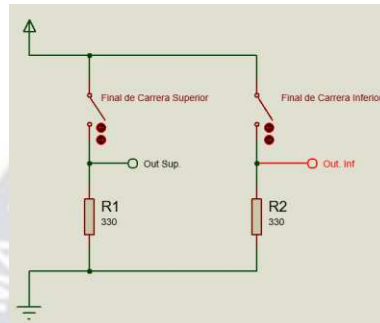 Final de Carrera Superior
Final de Carrera Inferior
Out Sup.
Out. Inf
R1
330
R2
330